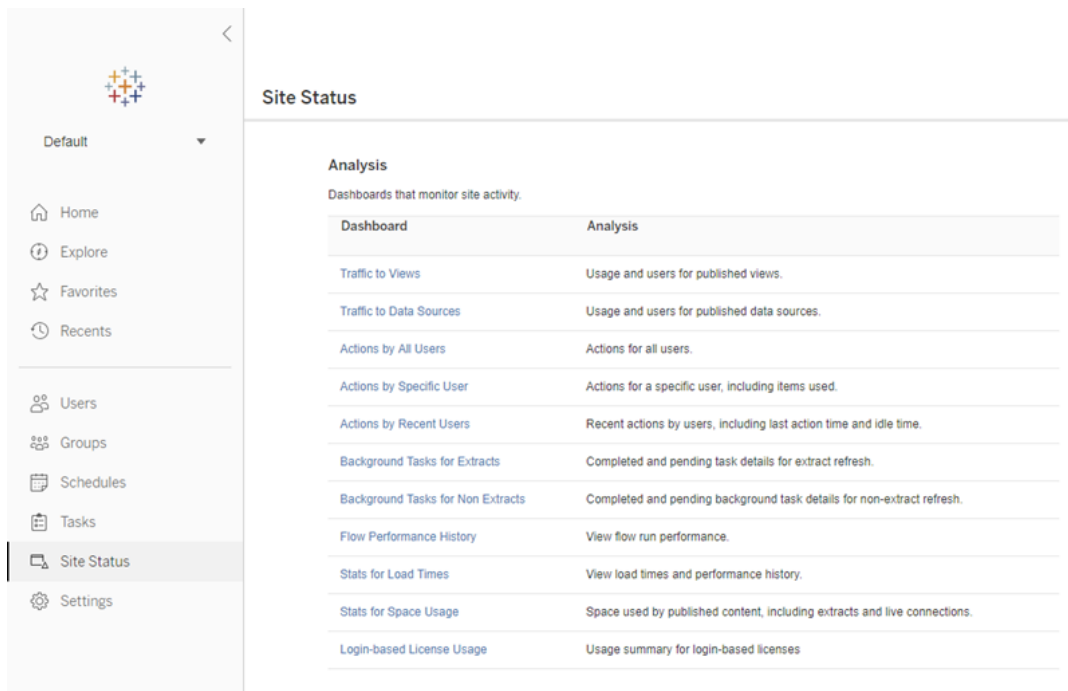 Default
Home
Explore
Favorites
Recents
Users
Groups
Schedules
Tasks
Site Status
Settings
Site Status
Analysis
Dashboards that monitor site activity.
Dashboard Analysis
Traffic to Views Usage and users for published views.
Traffic to Data Sources Usage and users for published data sources.
Actions by All Users Actions for all users.
Actions by Specific User Actions for a specific user, including items used.
Actions by Recent Users Recent actions by users, including last action time and idle time.
Background Tasks for Extracts Completed and pending task details for extract refresh.
Background Tasks for Non Extracts Completed and pending background task details for non-extract refresh.
Flow Performance History View flow run performance.
Stats for Load Times View load times and performance history.
Stats for Space Usage Space used by published content, including extracts and live connections.
Login-based License Usage Usage summary for login-based licenses